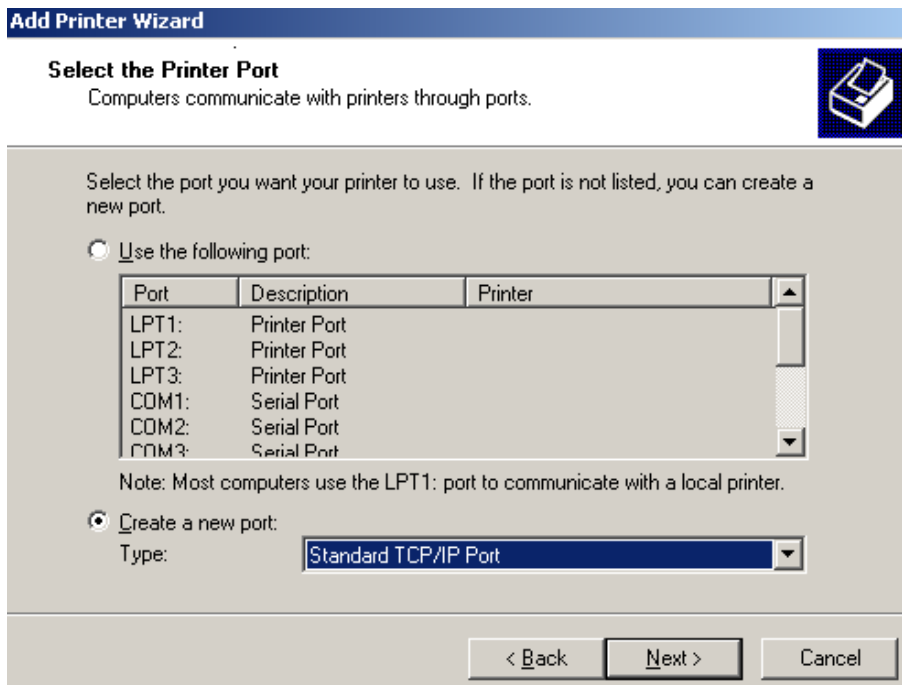 Add Printer Wizard
Select the Printer Port
Computers communicate with printers through ports.
Select the port you want your printer to use. If the port is not listed, you can create a
new port.
Use the following port:
Port Description Printer
LPT1: Printer Port
LPT2: Printer Port
LPT3: Printer Port
COM1: Serial Port
COM2: Serial Port
COM3: Serial Port
Note: Most computers use the LPT1: port to communicate with a local printer.
Create a new port:
Type: Standard TCP/IP Port
< Back Next > Cancel